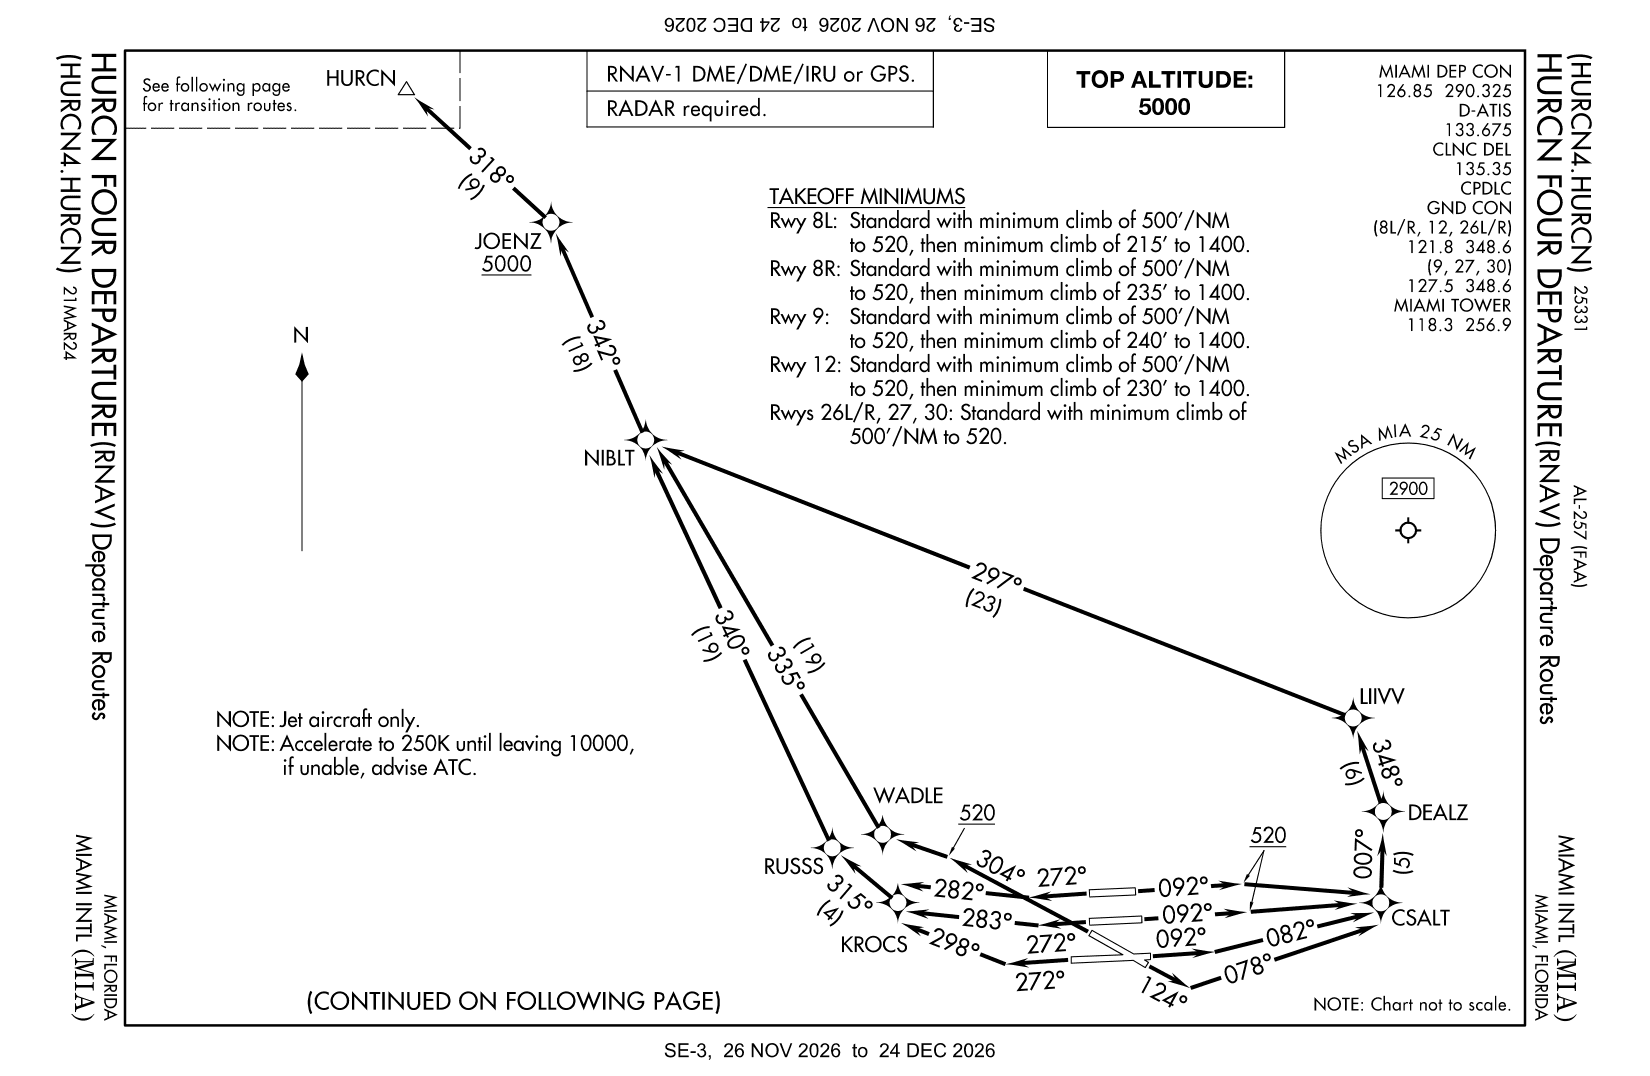 SE-3, 26 NOV 2026 to 24 DEC 2026
(HURCN4.HURCN) 21MAR24
HURCN FOUR DEPARTURE (RNAV) Departure Routes
MIAMI INTL (MIA)
MIAMI, FLORIDA
(HURCN4.HURCN) 25331
HURCN FOUR DEPARTURE (RNAV) Departure Routes
AL-257 (FAA)
MIAMI INTL (MIA)
MIAMI, FLORIDA
See following page
for transition routes.
HURCN
RNAV-1 DME/DME/IRU or GPS.
RADAR required.
TOP ALTITUDE:
5000
MIAMI DEP CON
126.85 290.325
D-ATIS
133.675
CLNC DEL
135.35
CPDLC
GND CON
(8L/R, 12, 26L/R)
121.8 348.6
(9, 27, 30)
127.5 348.6
MIAMI TOWER
118.3 256.9
318°
(9)
JOENZ
5000
TAKEOFF MINIMUMS
Rwy 8L: Standard with minimum climb of 500'/NM
to 520, then minimum climb of 215' to 1400.
Rwy 8R: Standard with minimum climb of 500'/NM
to 520, then minimum climb of 235' to 1400.
Rwy 9: Standard with minimum climb of 500'/NM
to 520, then minimum climb of 240' to 1400.
Rwy 12: Standard with minimum climb of 500'/NM
to 520, then minimum climb of 230' to 1400.
Rwys 26L/R, 27, 30: Standard with minimum climb of
500'/NM to 520.
N
342°
(18)
NIBLT
MSA MIA 25 NM
2900
297°
(23)
340°
(19)
335°
(19)
LIIVV
348°
(6)
NOTE: Jet aircraft only.
NOTE: Accelerate to 250K until leaving 10000,
if unable, advise ATC.
WADLE
520
DEALZ
520
RUSSS
304°
007°
(5)
315°
(4)
282°
272°
092°
283°
092°
CSALT
KROCS
298°
272°
092°
082°
272°
124°
078°
(CONTINUED ON FOLLOWING PAGE)
NOTE: Chart not to scale.
SE-3, 26 NOV 2026 to 24 DEC 2026